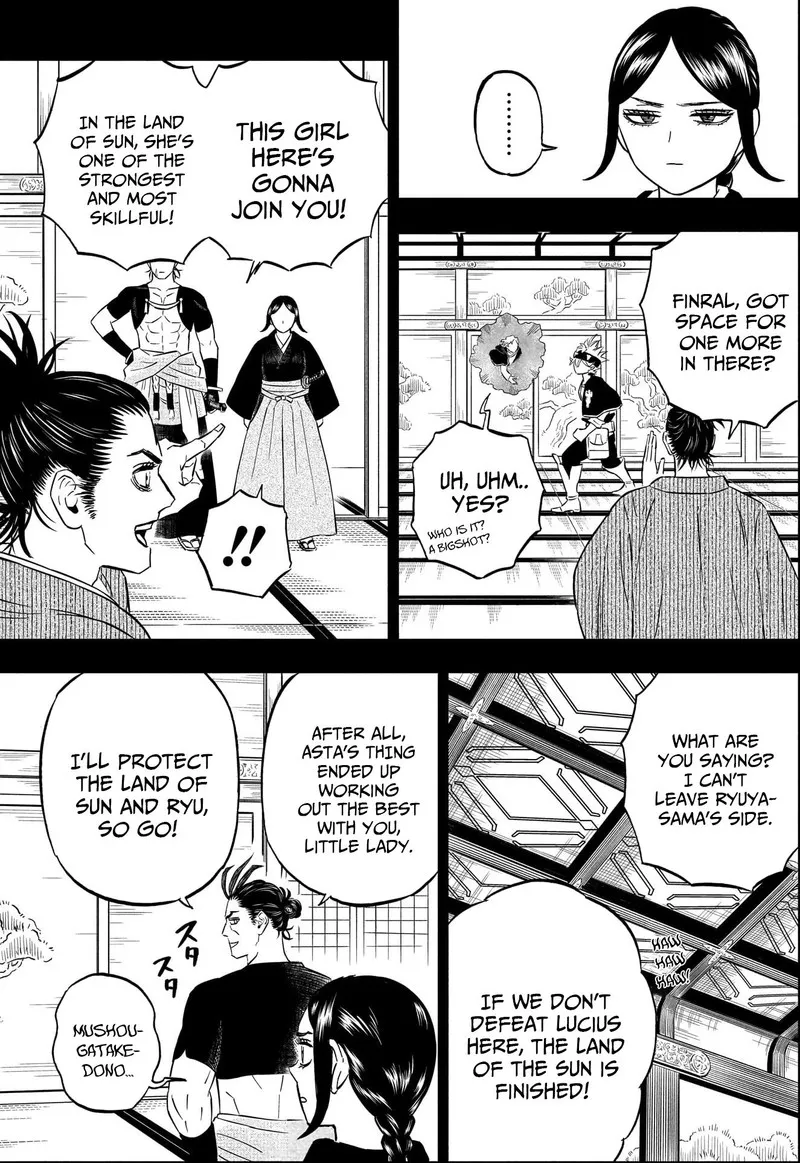 ........
FINRAL, GOT
SPACE FOR
ONE MORE
IN THERE?
UH, UHM..
YES?
WHO IS IT?
A BIGSHOT?
THIS GIRL
HERE'S
GONNA
JOIN YOU!
IN THE LAND
OF SUN, SHE'S
ONE OF THE
STRONGEST
AND MOST
SKILLFUL!
!!
WHAT ARE
YOU SAYING?
I CAN'T
LEAVE RYUYA-
SAMA'S SIDE.
HAW
HAW
HAW
IF WE DON'T
DEFEAT LUCIUS
HERE, THE LAND
OF THE SUN IS
FINISHED!
AFTER ALL,
ASTA'S THING
ENDED UP
WORKING
OUT THE BEST
WITH YOU,
LITTLE LADY.
I'LL PROTECT
THE LAND OF
SUN AND RYU,
SO GO!
スタ
スタ
MUSHOU-
GATAKE-
DONO...